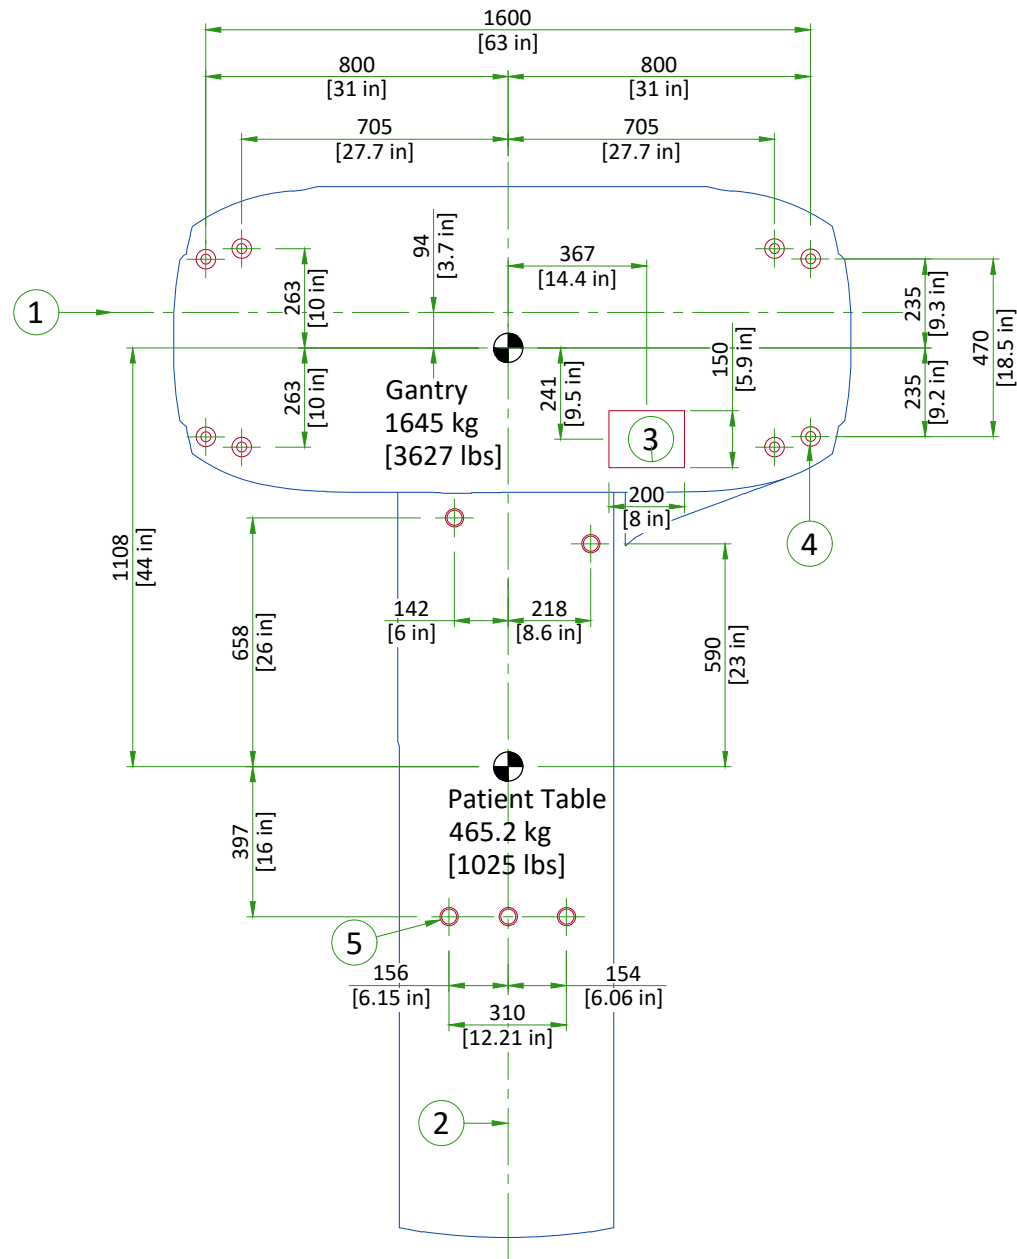 1600
[63 in]
800
[31 in]
800
[31 in]
705
[27.7 in]
705
[27.7 in]
94
[3.7 in]
367
[14.4 in]
263
[10 in]
235
[9.3 in]
1
470
[18.5 in]
150
[5.9 in]
263
[10 in]
241
[9.5 in]
235
[9.2 in]
Gantry
1645 kg
[3627 lbs]
3
200
[8 in]
4
1108
[44 in]
142
[6 in]
218
[8.6 in]
658
[26 in]
590
[23 in]
Patient Table
465.2 kg
[1025 lbs]
397
[16 in]
5
156
[6.15 in]
154
[6.06 in]
310
[12.21 in]
2